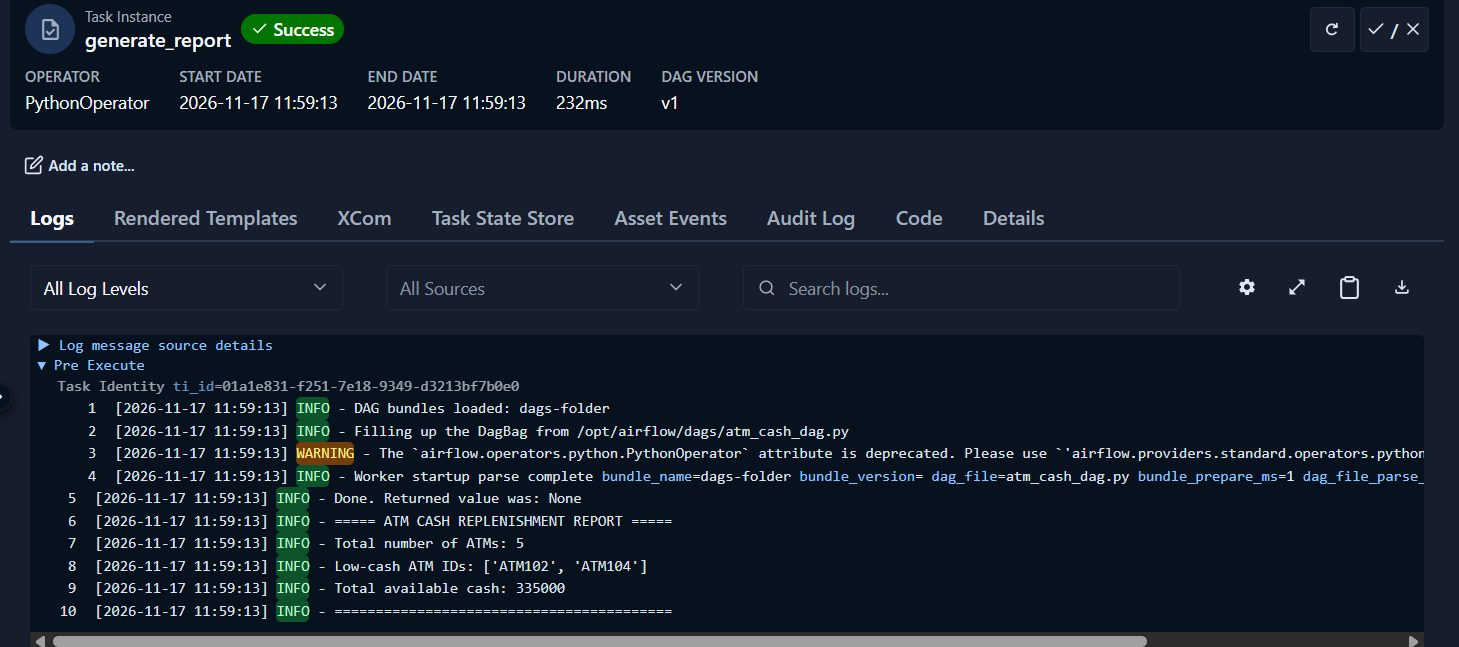 Task Instance
generate_report Success
/
OPERATOR START DATE END DATE DURATION DAG VERSION
PythonOperator 2026-11-17 11:59:13 2026-11-17 11:59:13 232ms v1
Add a note...
Logs Rendered Templates XCom Task State Store Asset Events Audit Log Code Details
All Log Levels All Sources Search logs...
Log message source details
Pre Execute
Task Identity ti_id=01a1e831-f251-7e18-9349-d3213bf7b0e0
1 [2026-11-17 11:59:13] INFO - DAG bundles loaded: dags-folder
2 [2026-11-17 11:59:13] INFO - Filling up the DagBag from /opt/airflow/dags/atm_cash_dag.py
3 [2026-11-17 11:59:13] WARNING - The `airflow.operators.python.PythonOperator` attribute is deprecated. Please use `'airflow.providers.standard.operators.python
4 [2026-11-17 11:59:13] INFO - Worker startup parse complete bundle_name=dags-folder bundle_version= dag_file=atm_cash_dag.py bundle_prepare_ms=1 dag_file_parse_
5 [2026-11-17 11:59:13] INFO - Done. Returned value was: None
6 [2026-11-17 11:59:13] INFO - ===== ATM CASH REPLENISHMENT REPORT =====
7 [2026-11-17 11:59:13] INFO - Total number of ATMs: 5
8 [2026-11-17 11:59:13] INFO - Low-cash ATM IDs: ['ATM102', 'ATM104']
9 [2026-11-17 11:59:13] INFO - Total available cash: 335000
10 [2026-11-17 11:59:13] INFO - =========================================